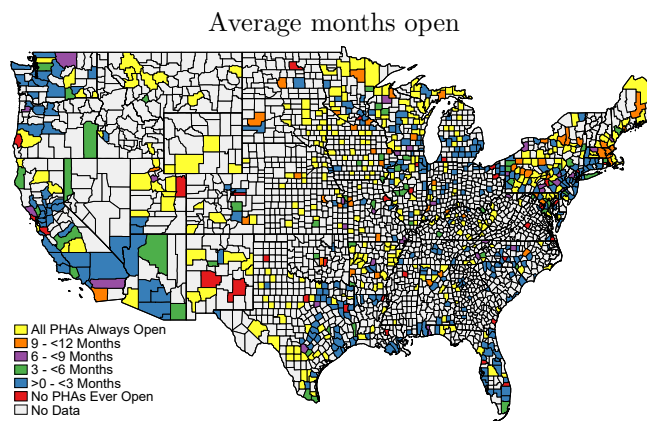 Average months open
All PHAs Always Open
9 - <12 Months
6 - <9 Months
3 - <6 Months
>0 - <3 Months
No PHAs Ever Open
No Data